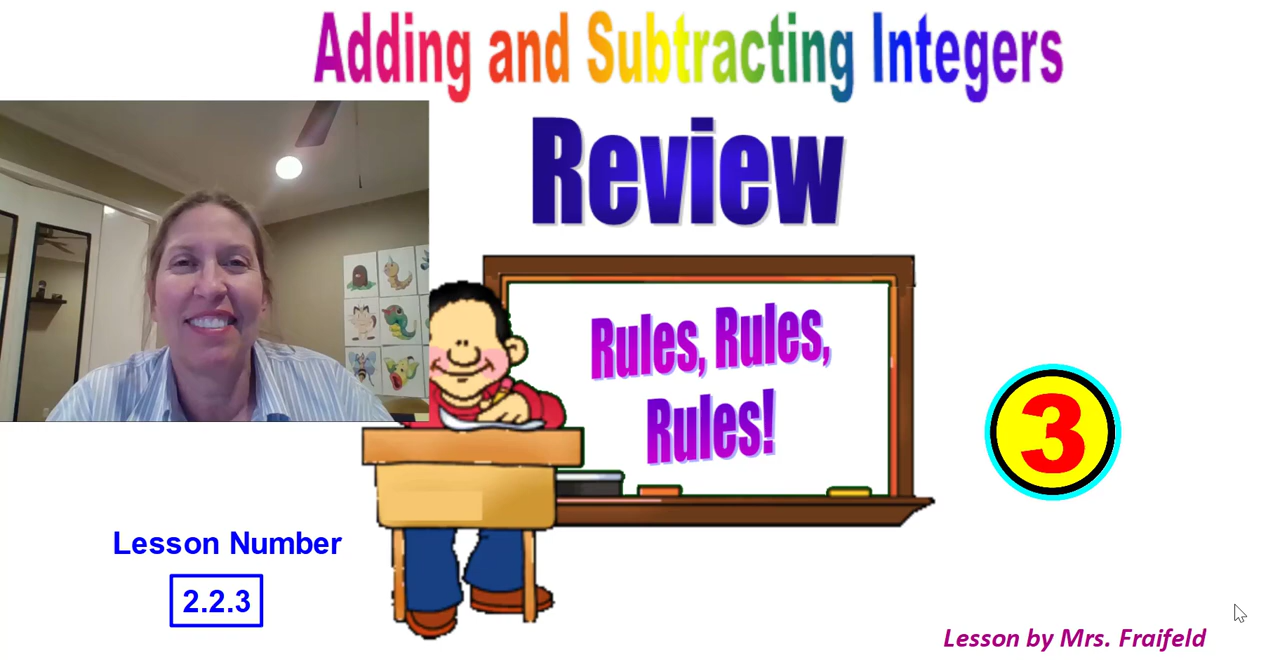 Adding and Subtracting Integers
Review
Rules, Rules,
Rules!
3
Lesson Number
2.2.3
Lesson by Mrs. Fraifeld